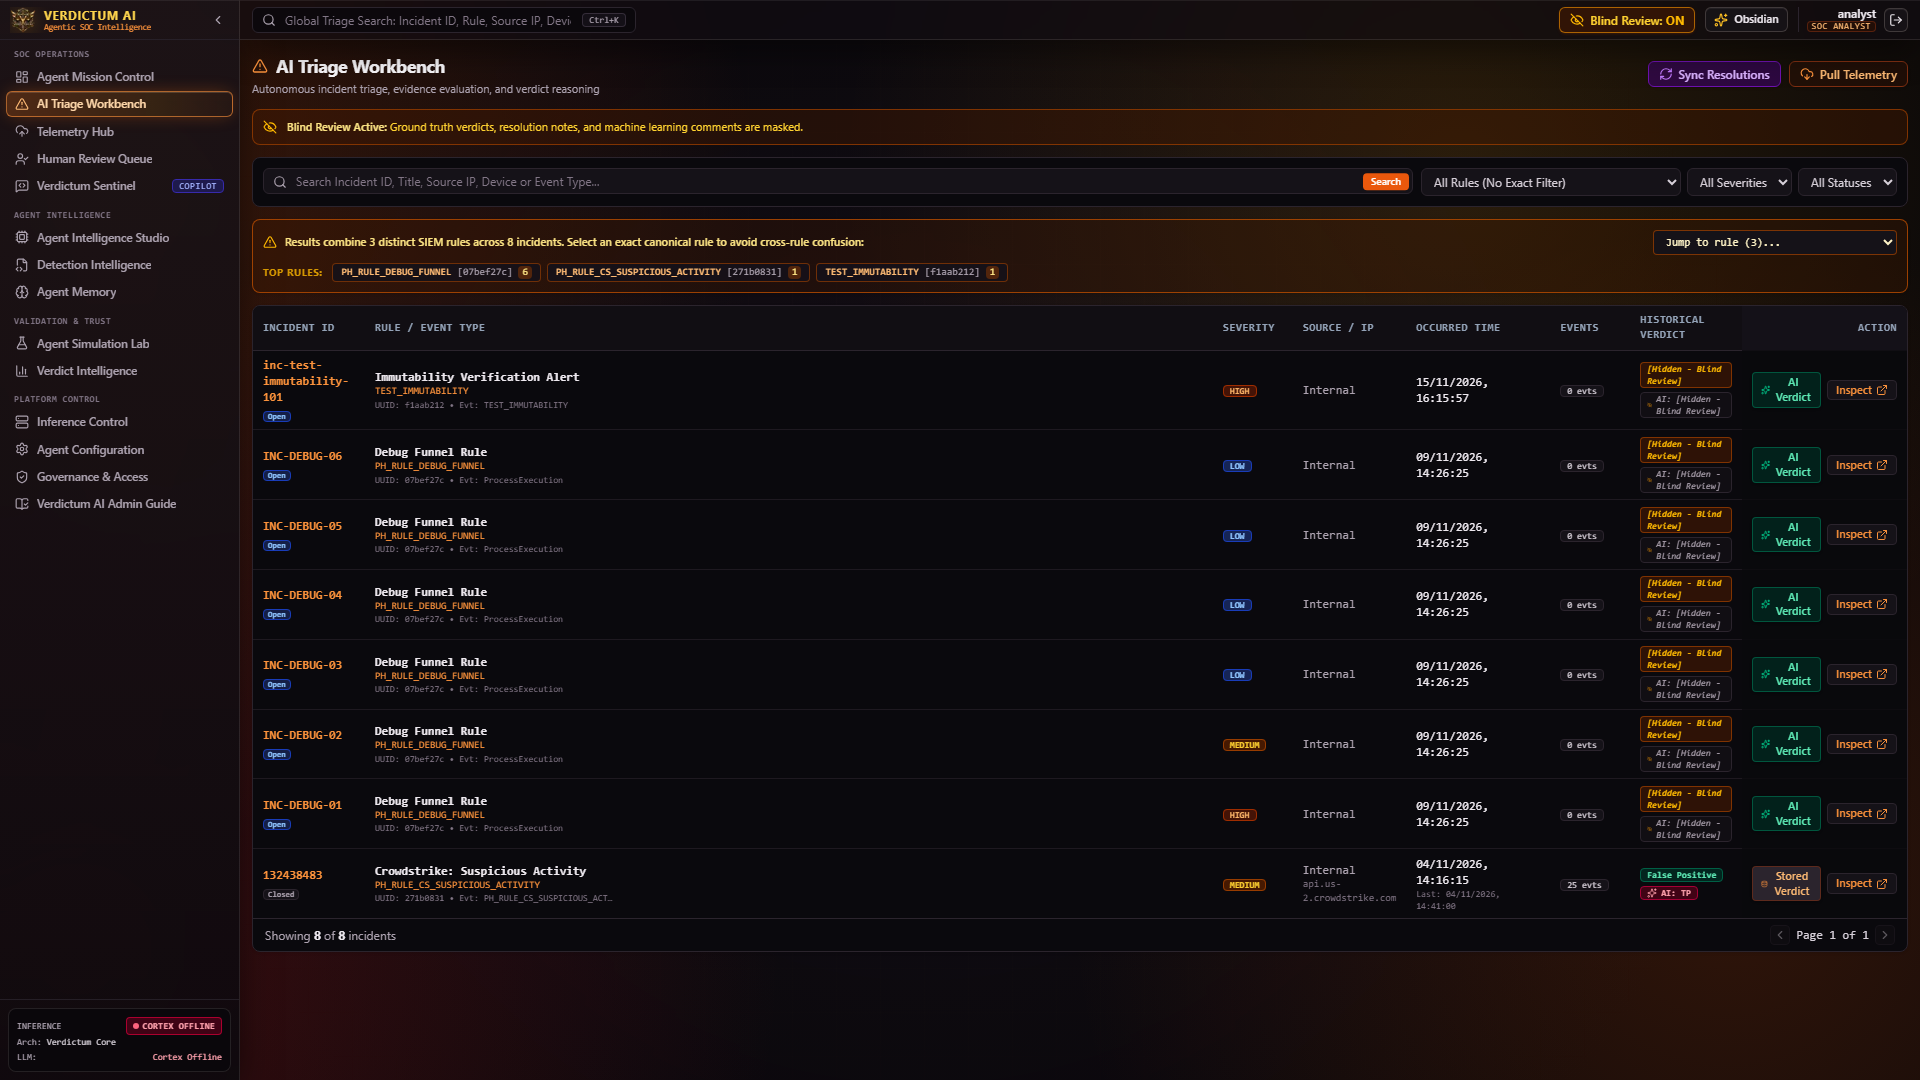 VERDICTUM AI
Agentic SOC Intelligence
Global Triage Search: Incident ID, Rule, Source IP, Devi
Ctrl+K
Blind Review: ON
Obsidian
analyst
SOC ANALYST
SOC OPERATIONS
Agent Mission Control
AI Triage Workbench
Telemetry Hub
Human Review Queue
Verdictum Sentinel
COPILOT
AGENT INTELLIGENCE
Agent Intelligence Studio
Detection Intelligence
Agent Memory
VALIDATION & TRUST
Agent Simulation Lab
Verdict Intelligence
PLATFORM CONTROL
Inference Control
Agent Configuration
Governance & Access
Verdictum AI Admin Guide
INFERENCE
CORTEX OFFLINE
Arch: Verdictum Core
LLM: Cortex Offline
AI Triage Workbench
Autonomous incident triage, evidence evaluation, and verdict reasoning
Sync Resolutions
Pull Telemetry
Blind Review Active: Ground truth verdicts, resolution notes, and machine learning comments are masked.
Search Incident ID, Title, Source IP, Device or Event Type...
Search
All Rules (No Exact Filter)
All Severities
All Statuses
Results combine 3 distinct SIEM rules across 8 incidents. Select an exact canonical rule to avoid cross-rule confusion:
Jump to rule (3)...
TOP RULES:
PH_RULE_DEBUG_FUNNEL [07bef27c] 6
PH_RULE_CS_SUSPICIOUS_ACTIVITY [271b0831] 1
TEST_IMMUTABILITY [f1aab212] 1
INCIDENT ID
RULE / EVENT TYPE
SEVERITY
SOURCE / IP
OCCURRED TIME
EVENTS
HISTORICAL
VERDICT
ACTION
inc-test-
immutability-
101
Open
Immutability Verification Alert
TEST_IMMUTABILITY
UUID: f1aab212 • Evt: TEST_IMMUTABILITY
HIGH
Internal
15/11/2026,
16:15:57
0 evts
[Hidden - Blind
Review]
AI: [Hidden -
Blind Review]
AI
Verdict
Inspect
INC-DEBUG-06
Open
Debug Funnel Rule
PH_RULE_DEBUG_FUNNEL
UUID: 07bef27c • Evt: ProcessExecution
LOW
Internal
09/11/2026,
14:26:25
0 evts
[Hidden - Blind
Review]
AI: [Hidden -
Blind Review]
AI
Verdict
Inspect
INC-DEBUG-05
Open
Debug Funnel Rule
PH_RULE_DEBUG_FUNNEL
UUID: 07bef27c • Evt: ProcessExecution
LOW
Internal
09/11/2026,
14:26:25
0 evts
[Hidden - Blind
Review]
AI: [Hidden -
Blind Review]
AI
Verdict
Inspect
INC-DEBUG-04
Open
Debug Funnel Rule
PH_RULE_DEBUG_FUNNEL
UUID: 07bef27c • Evt: ProcessExecution
LOW
Internal
09/11/2026,
14:26:25
0 evts
[Hidden - Blind
Review]
AI: [Hidden -
Blind Review]
AI
Verdict
Inspect
INC-DEBUG-03
Open
Debug Funnel Rule
PH_RULE_DEBUG_FUNNEL
UUID: 07bef27c • Evt: ProcessExecution
LOW
Internal
09/11/2026,
14:26:25
0 evts
[Hidden - Blind
Review]
AI: [Hidden -
Blind Review]
AI
Verdict
Inspect
INC-DEBUG-02
Open
Debug Funnel Rule
PH_RULE_DEBUG_FUNNEL
UUID: 07bef27c • Evt: ProcessExecution
MEDIUM
Internal
09/11/2026,
14:26:25
0 evts
[Hidden - Blind
Review]
AI: [Hidden -
Blind Review]
AI
Verdict
Inspect
INC-DEBUG-01
Open
Debug Funnel Rule
PH_RULE_DEBUG_FUNNEL
UUID: 07bef27c • Evt: ProcessExecution
HIGH
Internal
09/11/2026,
14:26:25
0 evts
[Hidden - Blind
Review]
AI: [Hidden -
Blind Review]
AI
Verdict
Inspect
132438483
Closed
Crowdstrike: Suspicious Activity
PH_RULE_CS_SUSPICIOUS_ACTIVITY
UUID: 271b0831 • Evt: PH_RULE_CS_SUSPICIOUS_ACT…
MEDIUM
Internal
api.us-
2.crowdstrike.com
04/11/2026,
14:16:15
Last: 04/11/2026,
14:41:00
25 evts
False Positive
AI: TP
Stored
Verdict
Inspect
Showing 8 of 8 incidents
Page 1 of 1